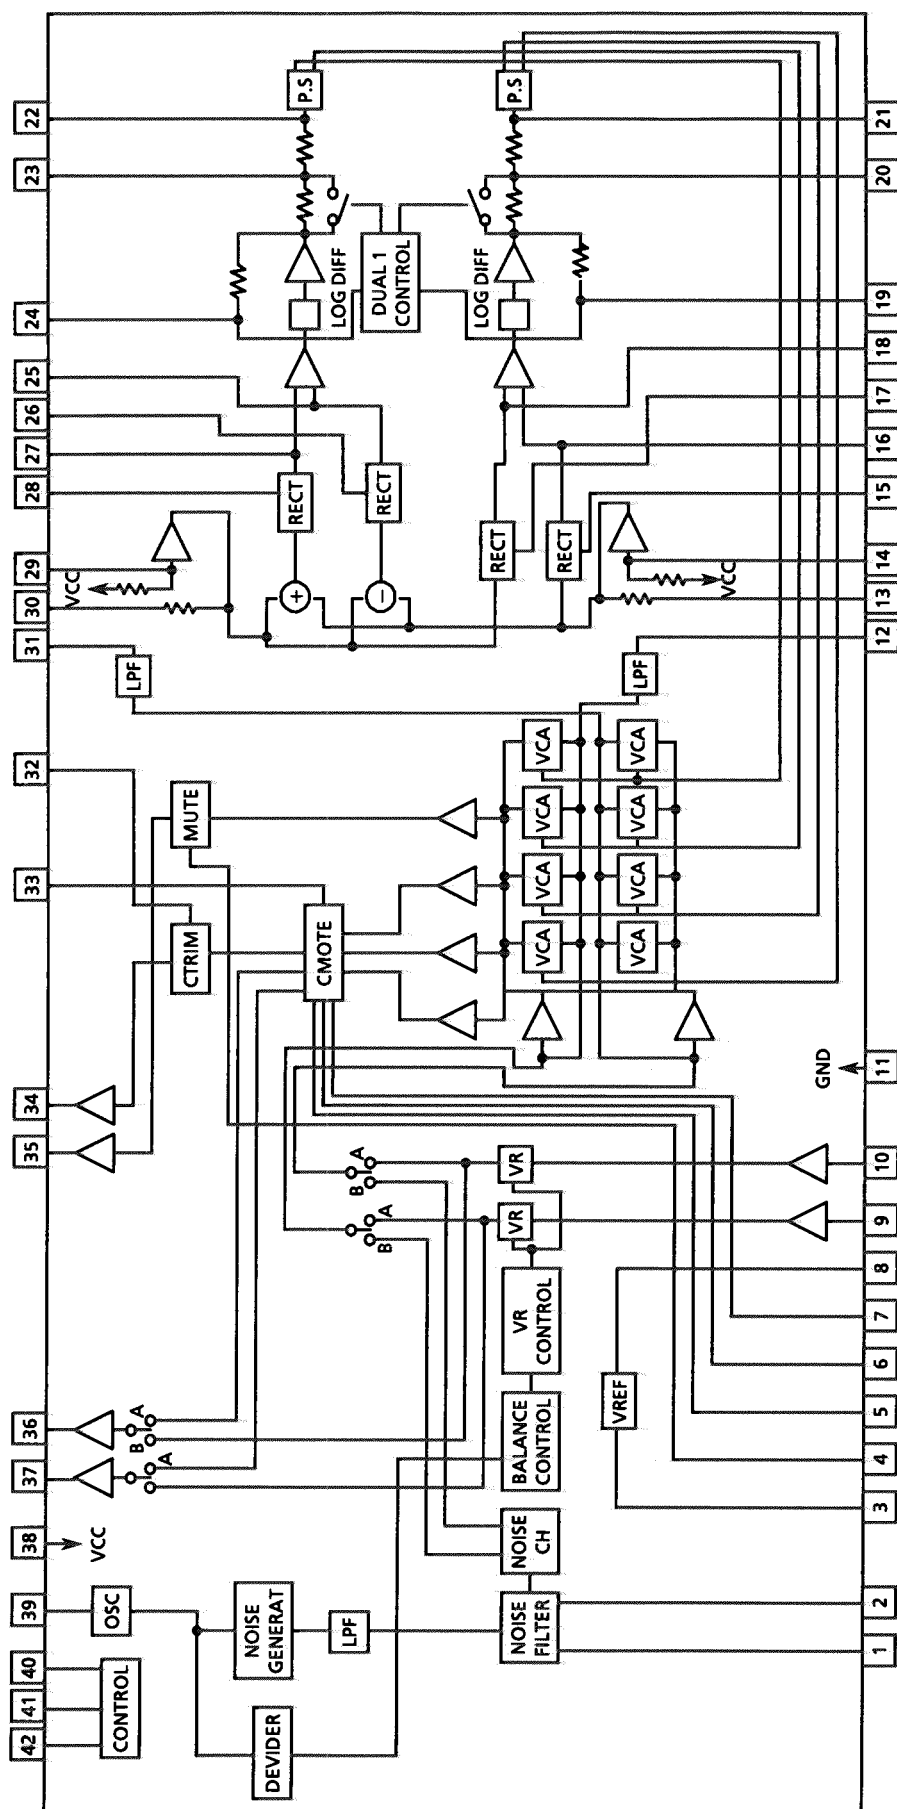 42
41
40
39
38
37
36
35
34
33
32
31
30
29
28
27
26
25
24
23
22
CONTROL
OSC
VCC
VCC
DEVIDER
NOISE
GENERAT
LPF
B
A
A
CTRIM
MUTE
LPF
CMOTE
RECT
+
−
RECT
LOG DIFF
P.S
DUAL 1
CONTROL
B
A
B
A
NOISE
FILTER
NOISE
CH
BALANCE
CONTROL
VR
CONTROL
VR
VR
VREF
VCA
VCA
VCA
VCA
VCA
VCA
VCA
VCA
LPF
RECT
RECT
LOG DIFF
P.S
VCC
GND
1
2
3
4
5
6
7
8
9
10
11
12
13
14
15
16
17
18
19
20
21